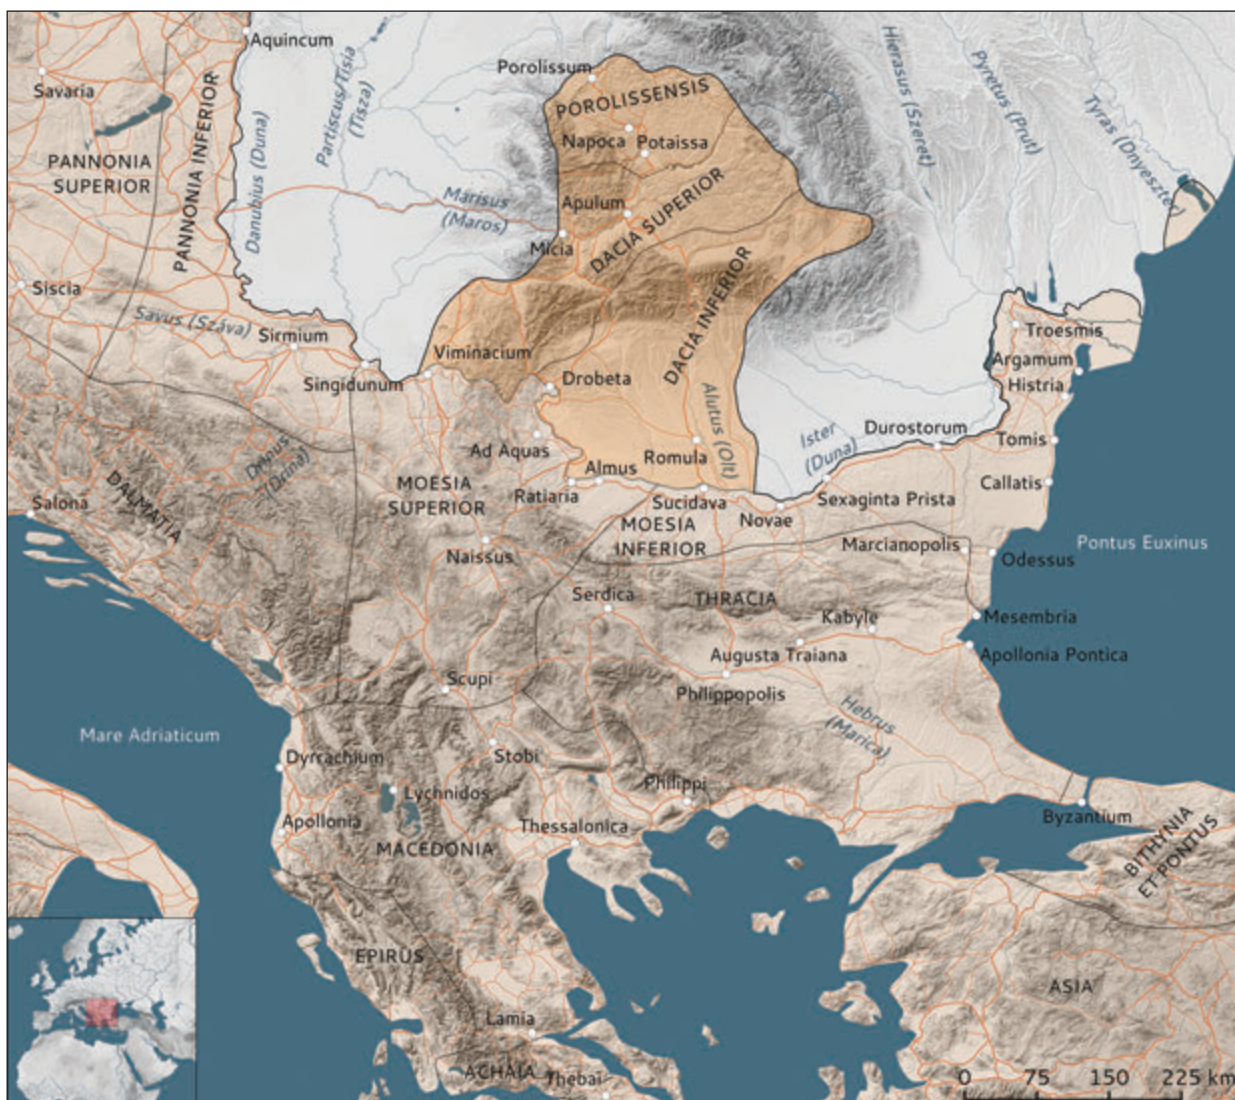 Aquincum
Savaria
PANNONIA
SUPERIOR
PANNONIA INFERIOR
Danubius (Duna)
Partiscus/Tisia
(Tisza)
Porolissum
POROLISSENSIS
Napoca
Potaissa
Hierasus (Szeret)
Pyretus (Prut)
Tyras (Dnyeszter)
Marisus
(Maros)
Apulum
Micia
DACIA SUPERIOR
DACIA INFERIOR
Siscia
Savus (Száva)
Sirmium
Singidunum
Viminacium
Drobeta
Alutus (Olt)
Troesmis
Argamum
Histria
Ister
(Duna)
Durostorum
Tomis
Ad Aquas
Romula
Drinus
(Drina)
MOESIA
SUPERIOR
Ratiaria
Almus
Sucidava
Novae
Sexaginta Prista
Callatis
Salona
DALMATIA
Naissus
MOESIA
INFERIOR
Marcianopolis
Odessus
Pontus Euxinus
Serdica
THRACIA
Kabyle
Mesembria
Augusta Traiana
Apollonia Pontica
Scupi
Philippopolis
Hebrus
(Marica)
Mare Adriaticum
Dyrrachium
Stobi
Lychnidos
Philippi
Apollonia
Thessalonica
Byzantium
MACEDONIA
BITHYNIA
ET PONTUS
EPIRUS
ASIA
Lamia
ACHAIA
Thebai
0 75 150 225 km